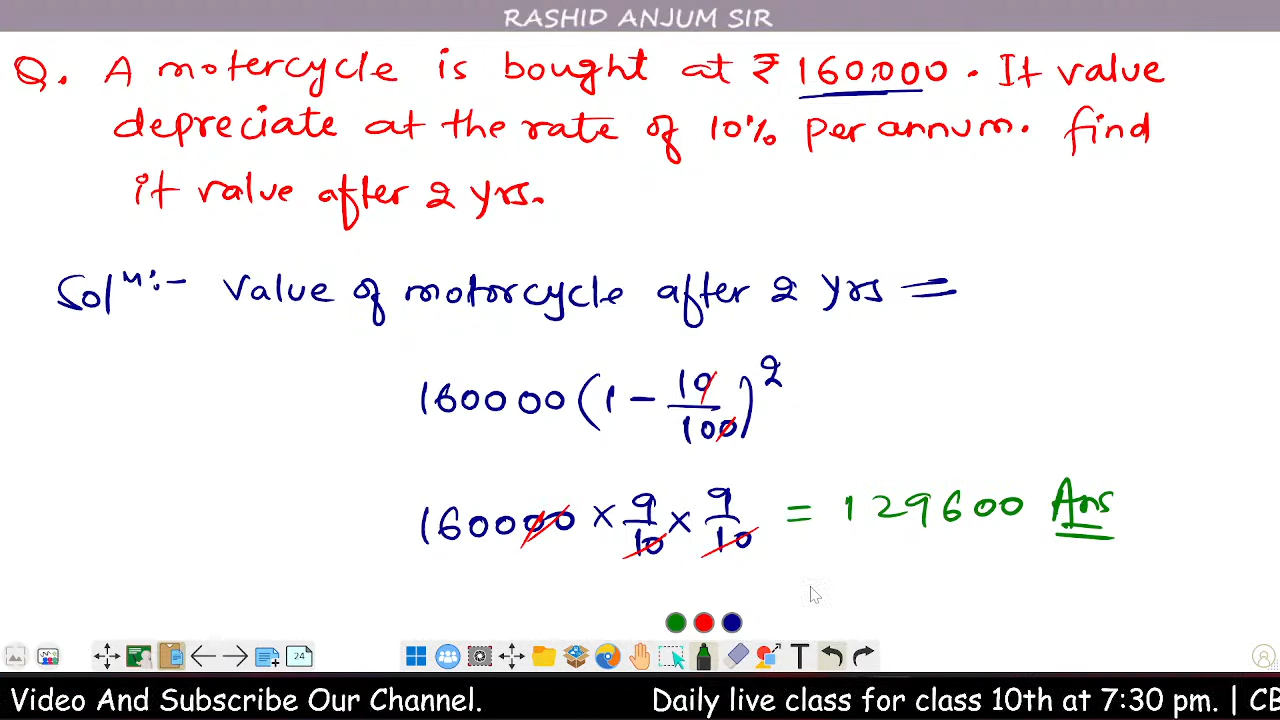 RASHID ANJUM SIR
Q. A motercycle is bought at ₹ 160,000. It value
depreciate at the rate of 10% per annum. find
it value after 2 yrs.
Solⁿ:- Value of motorcycle after 2 yrs =
160000 (1 - 10/100)²
160000 × 9/10 × 9/10 = 129600 Ans
24
Video And Subscribe Our Channel. Daily live class for class 10th at 7:30 pm. | CB